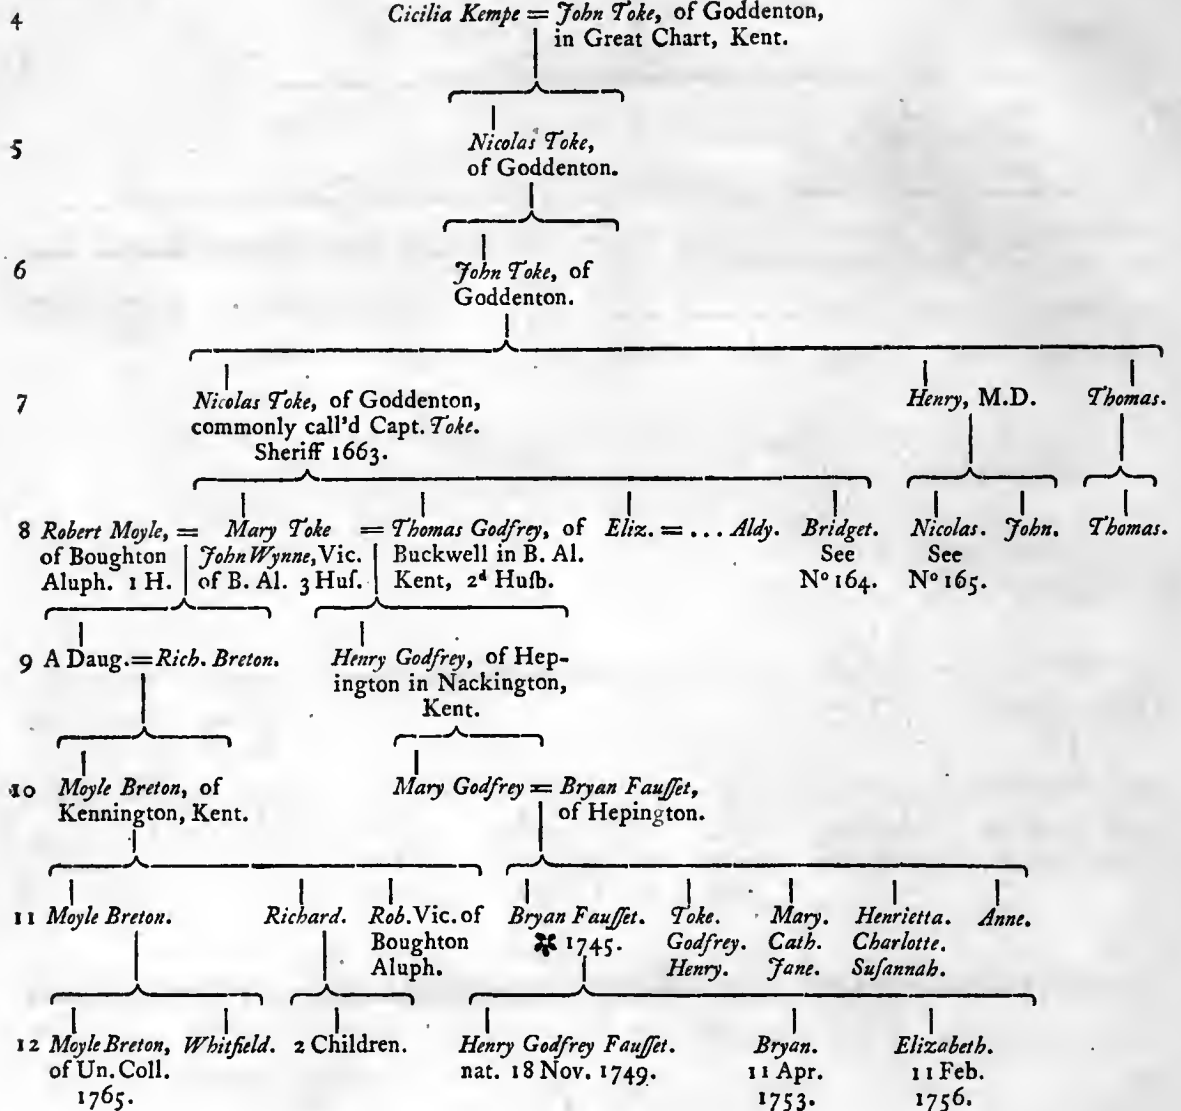 4 Cicilia Kempe = John Toke, of Goddenton,
in Great Chart, Kent.
5 Nicolas Toke,
of Goddenton.
6 John Toke, of
Goddenton.
7 Nicolas Toke, of Goddenton, Henry, M.D. Thomas.
commonly call'd Capt. Toke.
Sheriff 1663.
8 Robert Moyle, = Mary Toke = Thomas Godfrey, of Eliz. = ... Aldy. Bridget. Nicolas. John. Thomas.
of Boughton John Wynne, Vic. Buckwell in B. Al. See See
Aluph. 1 H. of B. Al. 3 Huſ. Kent, 2d Huſb. No 164. No 165.
9 A Daug. = Rich. Breton. Henry Godfrey, of Hep-
ington in Nackington,
Kent.
10 Moyle Breton, of Mary Godfrey = Bryan Fauſſet,
Kennington, Kent. of Hepington.
11 Moyle Breton. Richard. Rob. Vic. of Bryan Fauſſet. Toke. Mary. Henrietta. Anne.
Boughton ✽ 1745. Godfrey. Cath. Charlotte.
Aluph. Henry. Jane. Suſannah.
12 Moyle Breton, Whitfield. 2 Children. Henry Godfrey Fauſſet. Bryan. Elizabeth.
of Un. Coll. nat. 18 Nov. 1749. 11 Apr. 11 Feb.
1765. 1753. 1756.